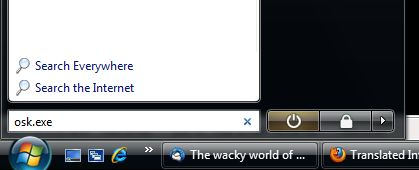 Search Everywhere
Search the Internet
osk.exe
The wacky world of ...
Translated In